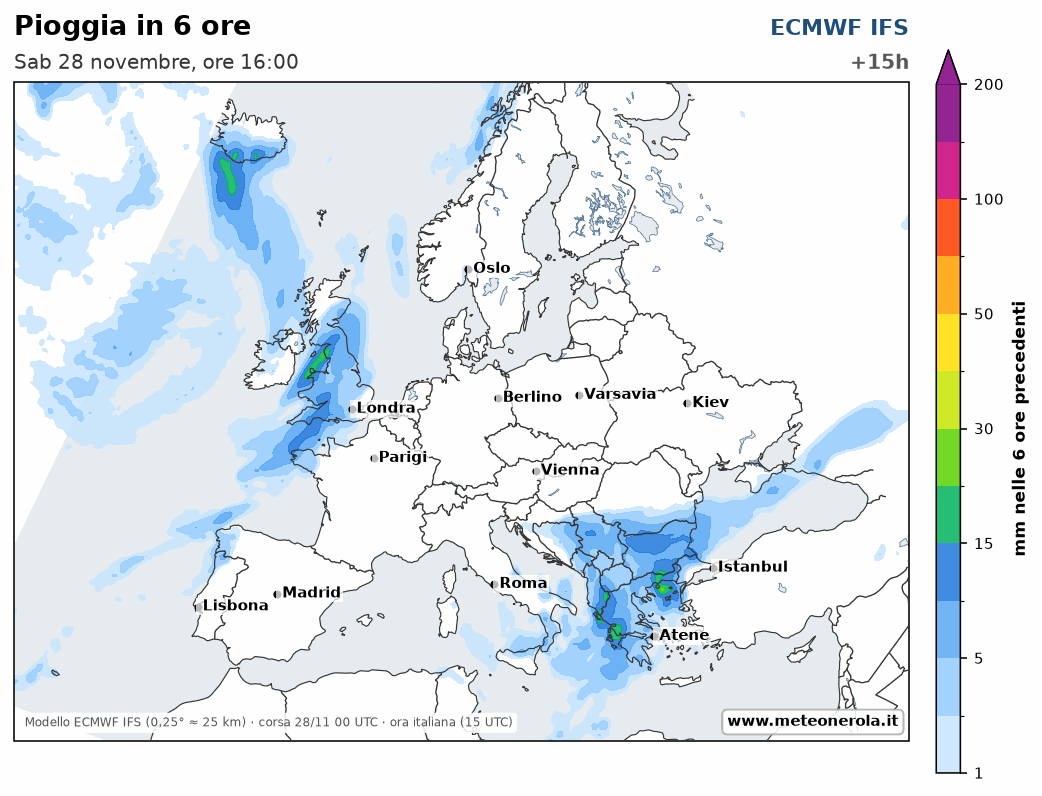 Pioggia in 6 ore
ECMWF IFS
Sab 28 novembre, ore 16:00
+15h
200
100
50
30
15
5
1
mm nelle 6 ore precedenti
Oslo
Londra
Berlino
Varsavia
Kiev
Parigi
Vienna
Istanbul
Roma
Madrid
Lisbona
Atene
Modello ECMWF IFS (0,25° ≈ 25 km) · corsa 28/11 00 UTC · ora italiana (15 UTC)
www.meteonerola.it